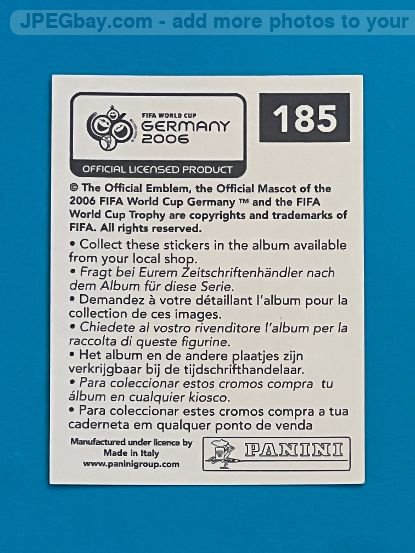 JPEGbay.com - add more photos to your
FIFA WORLD CUP
GERMANY
2006
185
OFFICIAL LICENSED PRODUCT
© The Official Emblem, the Official Mascot of the
2006 FIFA World Cup Germany ™ and the FIFA
World Cup Trophy are copyrights and trademarks of
FIFA. All rights reserved.
• Collect these stickers in the album available
from your local shop.
• Fragt bei Eurem Zeitschriftenhändler nach
dem Album für diese Serie.
• Demandez à votre détaillant l'album pour la
collection de ces images.
• Chiedete al vostro rivenditore l'album per la
raccolta di queste figurine.
• Het album en de andere plaatjes zijn
verkrijgbaar bij de tijdschrifthandelaar.
• Para coleccionar estos cromos compra tu
álbum en cualquier kiosco.
• Para coleccionar estes cromos compra a tua
caderneta em qualquer ponto de venda
Manufactured under licence by
Made in Italy
www.paninigroup.com
PANINI